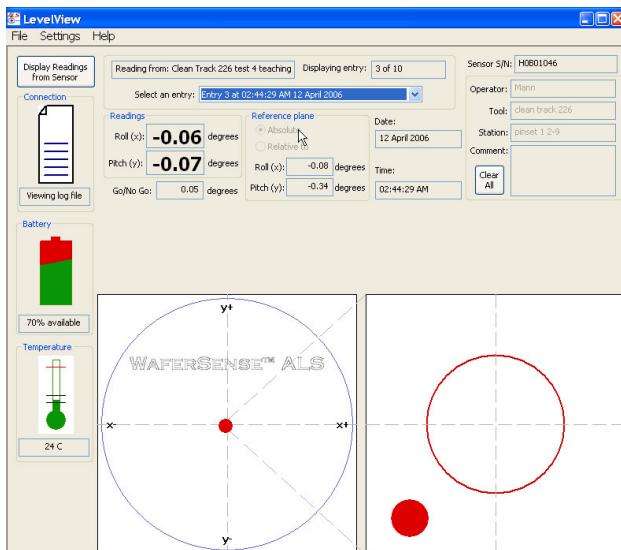 LevelView
File Settings Help
Display Readings
from Sensor
Reading from: Clean Track 226 test 4 teaching Displaying entry: 3 of 10
Select an entry: Entry 3 at 02:44:29 AM 12 April 2006
Sensor S/N: H0B01046
Operator: Mann
Tool: clean track 226
Station: pinset 1 2-9
Comment:
Clear
All
Connection
Viewing log file
Readings
Roll (x): -0.06 degrees
Pitch (y): -0.07 degrees
Go/No Go: 0.05 degrees
Reference plane
Absolute
Relative to
Roll (x): -0.08 degrees
Pitch (y): -0.34 degrees
Date:
12 April 2006
Time:
02:44:29 AM
Battery
70% available
Temperature
24 C
y+
WAFERSENSE™ ALS
x- x+
y-